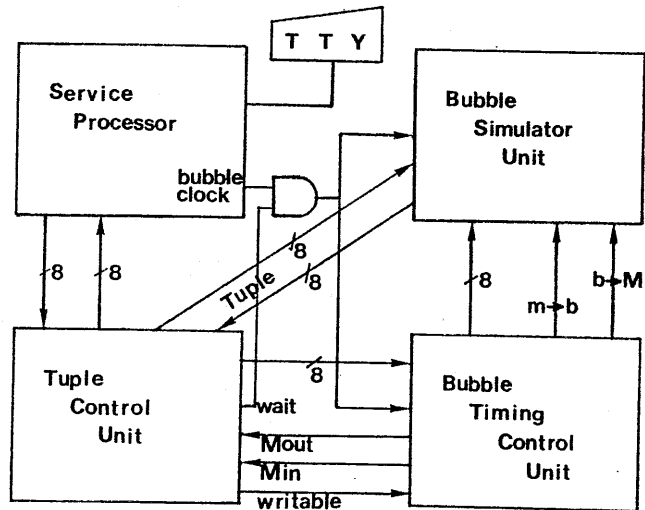 T T Y
Service
Processor
bubble
clock
Bubble
Simulator
Unit
8
8
8
8
Tuple
8
m→b
b→M
Tuple
Control
Unit
8
wait
Mout
Min
writable
Bubble
Timing
Control
Unit